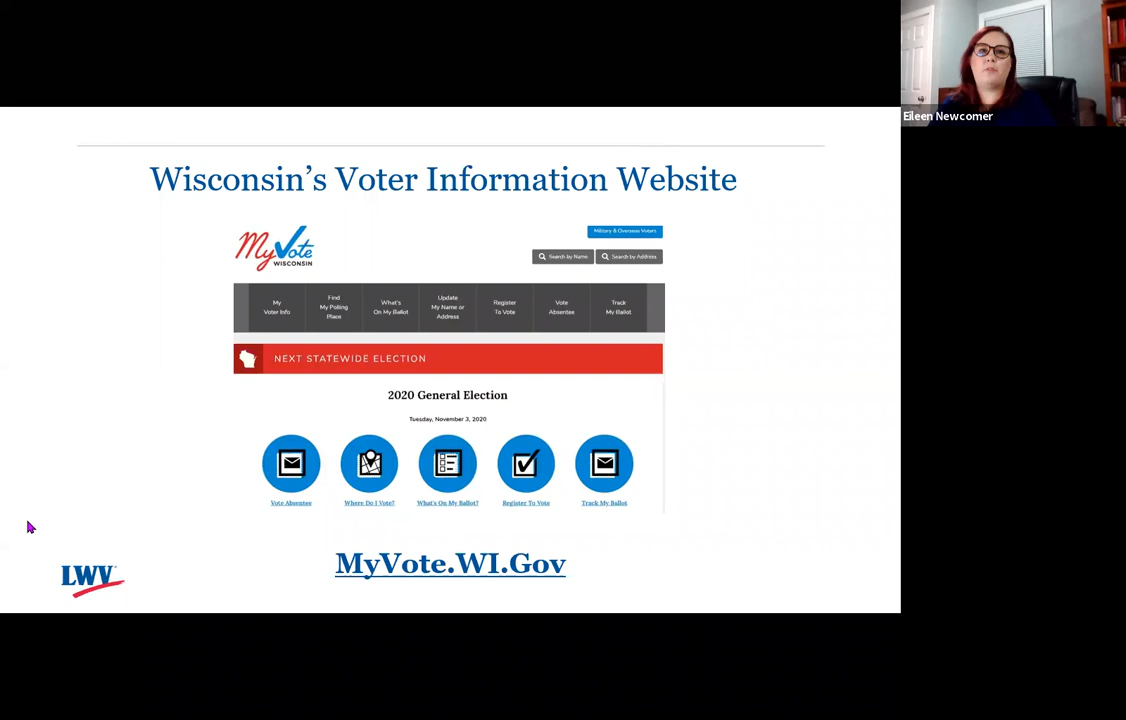 Eileen Newcomer
Wisconsin's Voter Information Website
MyVote
WISCONSIN
Military & Overseas Voters
Search by Name
Search by Address
My
Voter Info
Find
My Polling
Place
What's
On My Ballot
Update
My Name or
Address
Register
To Vote
Vote
Absentee
Track
My Ballot
NEXT STATEWIDE ELECTION
2020 General Election
Tuesday, November 3, 2020
Vote Absentee
Where Do I Vote?
What's On My Ballot?
Register To Vote
Track My Ballot
MyVote.WI.Gov
LWV